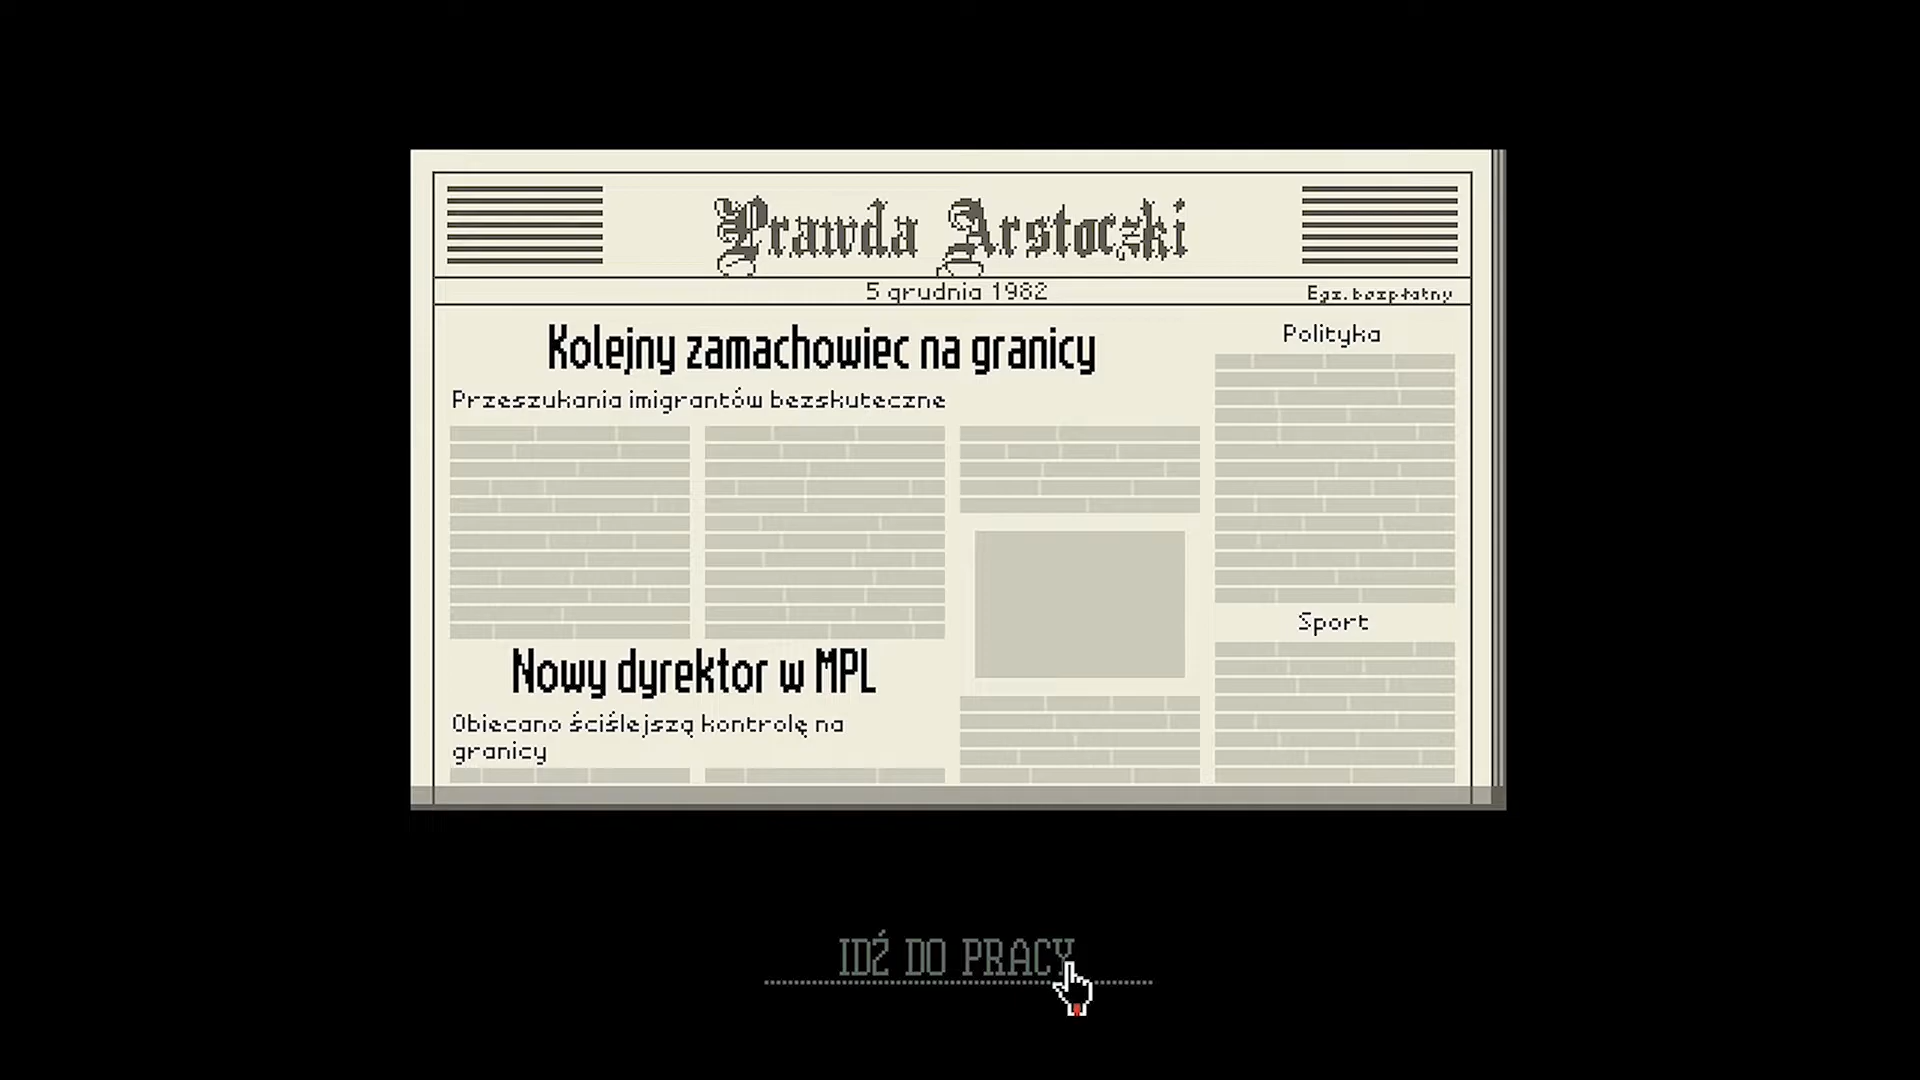 Prawda Arstoczki
5 grudnia 1982
Egz. bezpłatny
Kolejny zamachowiec na granicy
Przeszukania imigrantów bezskuteczne
Polityka
Sport
Nowy dyrektor w MPL
Obiecano ściślejszą kontrolę na
granicy
IDŹ DO PRACY